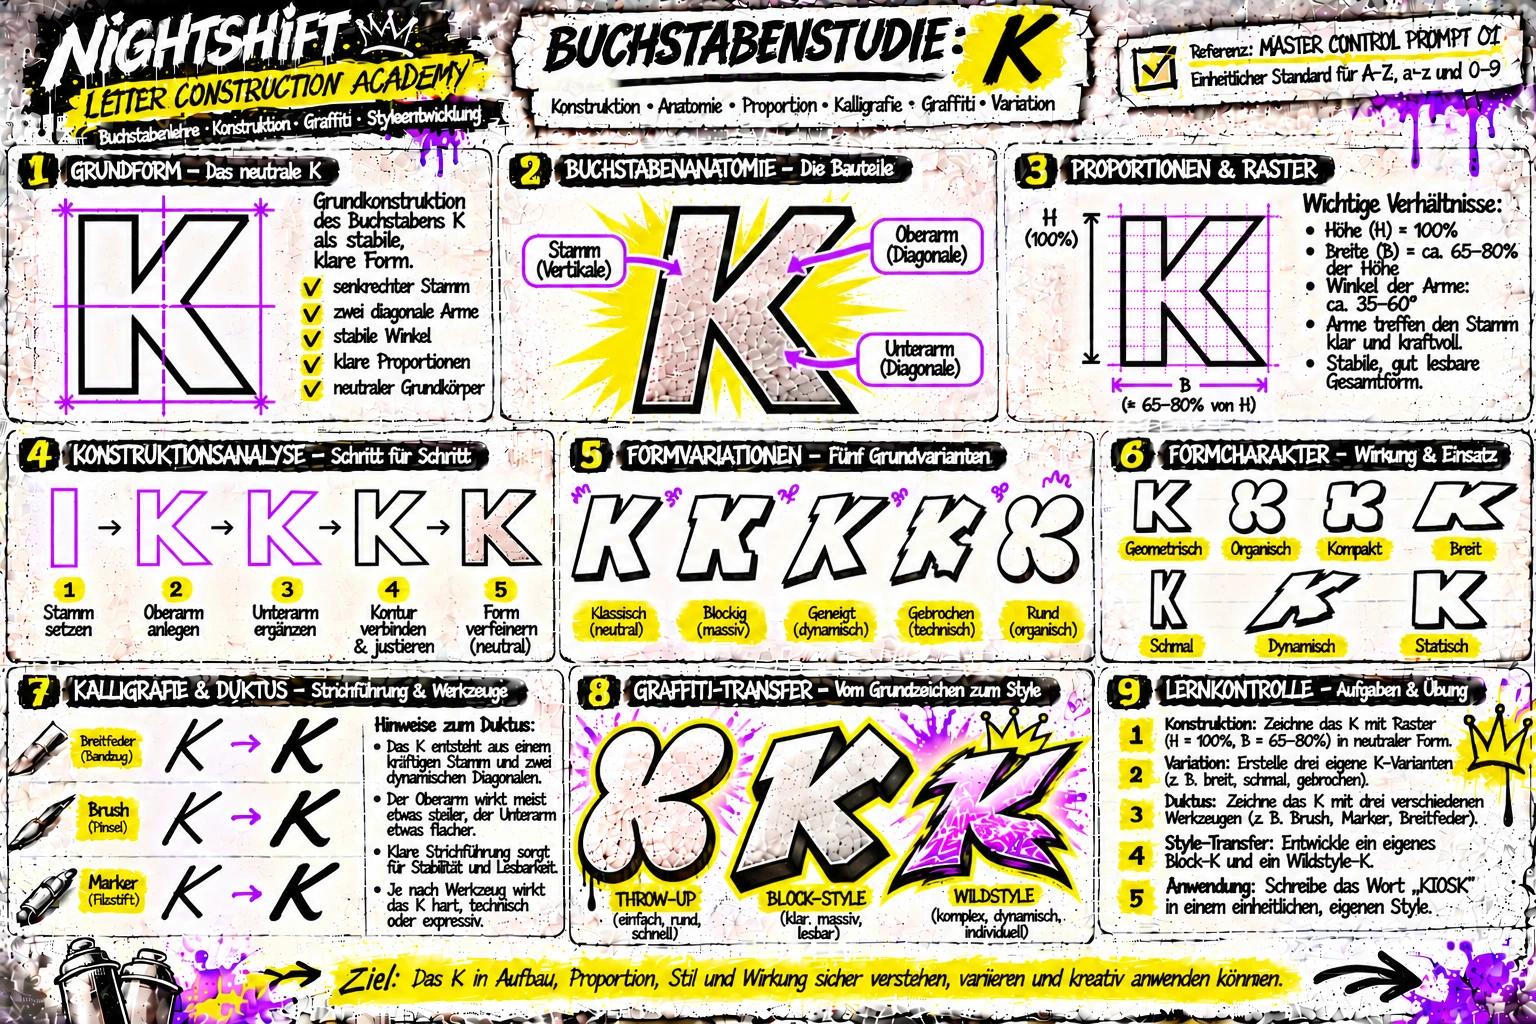 NiGHTSHiFT
LETTER CONSTRUCTION ACADEMY
Buchstabenlehre • Konstruktion • Graffiti • Styleentwicklung
BUCHSTABENSTUDIE: K
Konstruktion • Anatomie • Proportion • Kalligrafie • Graffiti • Variation
Referenz: MASTER CONTROL PROMPT 01
Einheitlicher Standard für A–Z, a–z und 0–9
1 GRUNDFORM – Das neutrale K
K
Grundkonstruktion
des Buchstabens K
als stabile,
klare Form.
senkrechter Stamm
zwei diagonale Arme
stabile Winkel
klare Proportionen
neutraler Grundkörper
2 BUCHSTABENANATOMIE – Die Bauteile
K
Stamm
(Vertikale)
Oberarm
(Diagonale)
Unterarm
(Diagonale)
3 PROPORTIONEN & RASTER
H
(100%)
K
B
(≈ 65–80% von H)
Wichtige Verhältnisse:
• Höhe (H) = 100%
• Breite (B) = ca. 65–80%
der Höhe
• Winkel der Arme:
ca. 35–60°
• Arme treffen den Stamm
klar und kraftvoll.
• Stabile, gut lesbare
Gesamtform.
4 KONSTRUKTIONSANALYSE – Schritt für Schritt
I → K → K → K → K
1 2 3 4 5
Stamm
setzen
Oberarm
anlegen
Unterarm
ergänzen
Kontur
verbinden
& justieren
Form
verfeinern
(neutral)
5 FORMVARIATIONEN – Fünf Grundvarianten
K K K K K
Klassisch
(neutral)
Blockig
(massiv)
Geneigt
(dynamisch)
Gebrochen
(technisch)
Rund
(organisch)
6 FORMCHARAKTER – Wirkung & Einsatz
K K K K
Geometrisch Organisch Kompakt Breit
K K K
Schmal Dynamisch Statisch
7 KALLIGRAFIE & DUKTUS – Strichführung & Werkzeuge
Breitfeder
(Bandzug)
K → K
Brush
(Pinsel)
K → K
Marker
(Filzstift)
K → K
Hinweise zum Duktus:
• Das K entsteht aus einem
kräftigen Stamm und zwei
dynamischen Diagonalen.
• Der Oberarm wirkt meist
etwas steiler, der Unterarm
etwas flacher.
• Klare Strichführung sorgt
für Stabilität und Lesbarkeit.
• Je nach Werkzeug wirkt
das K hart, technisch
oder expressiv.
8 GRAFFITI-TRANSFER – Vom Grundzeichen zum Style
K K K
THROW-UP
(einfach, rund,
schnell)
BLOCK-STYLE
(klar, massiv,
lesbar)
WILDSTYLE
(komplex, dynamisch,
individuell)
9 LERNKONTROLLE – Aufgaben & Übung
1 Konstruktion: Zeichne das K mit Raster
(H = 100%, B = 65–80%) in neutraler Form.
2 Variation: Erstelle drei eigene K-Varianten
(z B. breit, schmal, gebrochen).
3 Duktus: Zeichne das K mit drei verschiedenen
Werkzeugen (z B. Brush, Marker, Breitfeder).
4 Style-Transfer: Entwickle ein eigenes
Block-K und ein Wildstyle-K.
5 Anwendung: Schreibe das Wort „KIOSK"
in einem einheitlichen, eigenen Style.
Ziel: Das K in Aufbau, Proportion, Stil und Wirkung sicher verstehen, variieren und kreativ anwenden können.